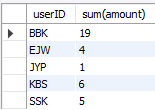 userID sum(amount)
BBK 19
EJW 4
JYP 1
KBS 6
SSK 5